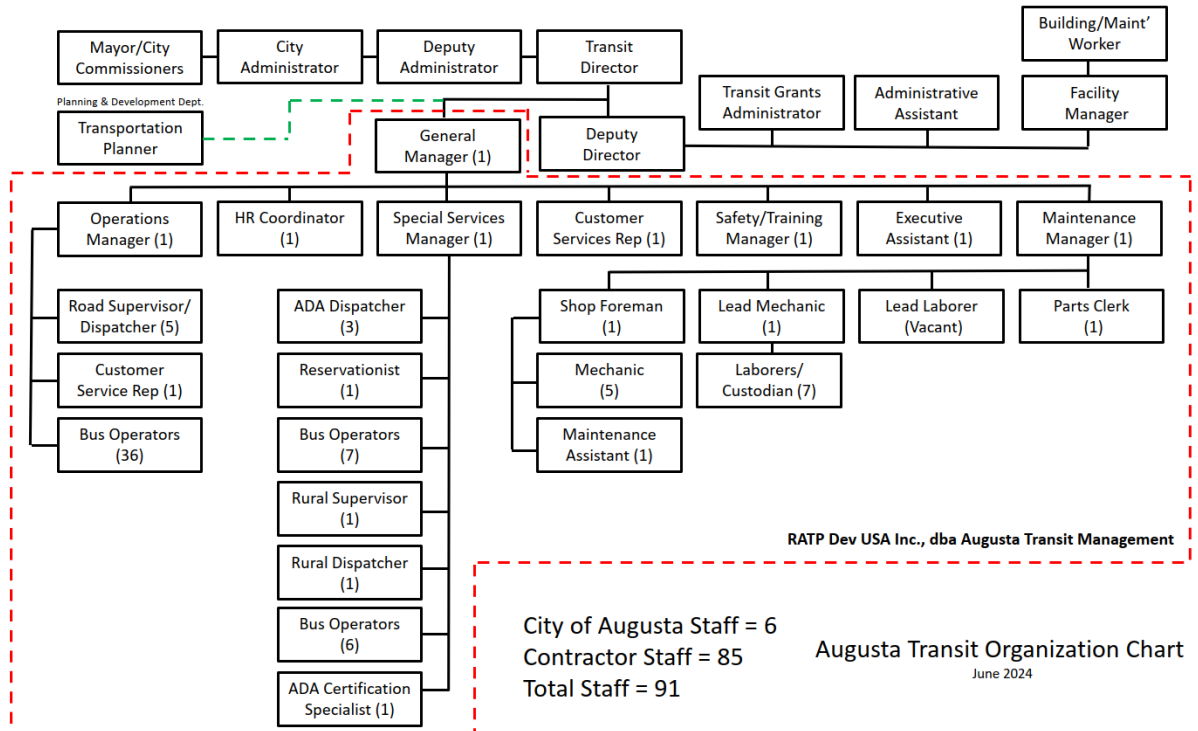 Building/Maint’
Worker
Mayor/City
Commissioners
City
Administrator
Deputy
Administrator
Transit
Director
Transit Grants
Administrator
Administrative
Assistant
Facility
Manager
Planning & Development Dept.
Transportation
Planner
General
Manager (1)
Deputy
Director
Operations
Manager (1)
HR Coordinator
(1)
Special Services
Manager (1)
Customer
Services Rep (1)
Safety/Training
Manager (1)
Executive
Assistant (1)
Maintenance
Manager (1)
Road Supervisor/
Dispatcher (5)
Customer
Service Rep (1)
Bus Operators
(36)
ADA Dispatcher
(3)
Reservationist
(1)
Bus Operators
(7)
Rural Supervisor
(1)
Rural Dispatcher
(1)
Bus Operators
(6)
ADA Certification
Specialist (1)
Shop Foreman
(1)
Mechanic
(5)
Maintenance
Assistant (1)
Lead Mechanic
(1)
Laborers/
Custodian (7)
Lead Laborer
(Vacant)
Parts Clerk
(1)
RATP Dev USA Inc., dba Augusta Transit Management
City of Augusta Staff = 6
Contractor Staff = 85
Total Staff = 91
Augusta Transit Organization Chart
June 2024